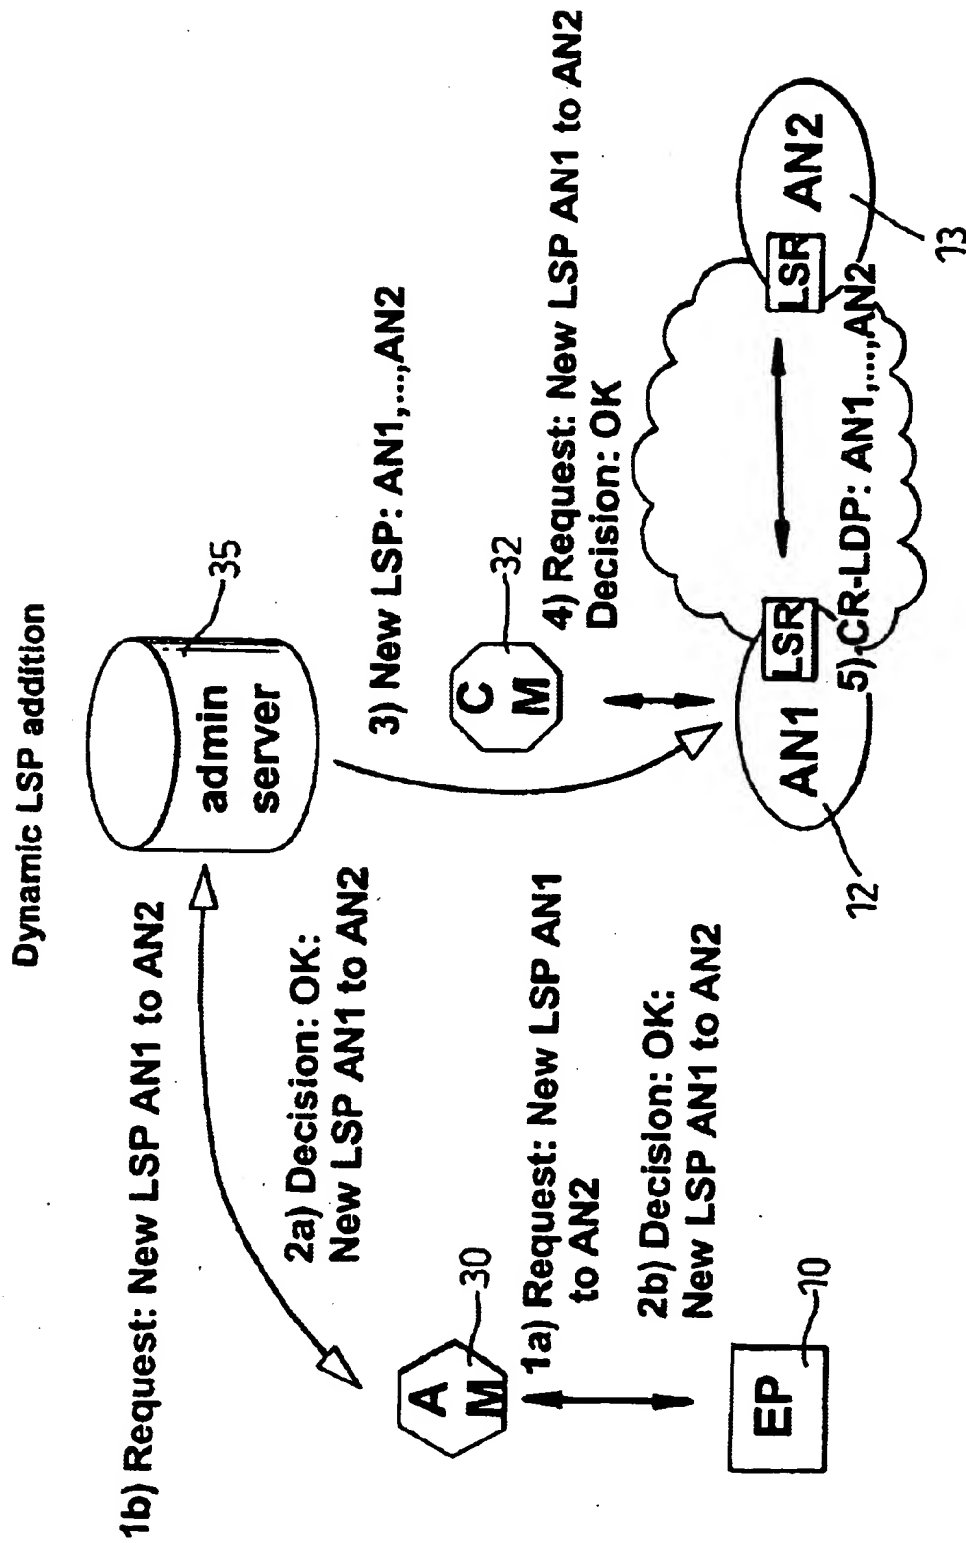 Dynamic LSP addition
1b) Request: New LSP AN1 to AN2
admin
server
35
2a) Decision: OK:
New LSP AN1 to AN2
3) New LSP: AN1,...,AN2
A
M
30
C
M
32
1a) Request: New LSP AN1
to AN2
4) Request: New LSP AN1 to AN2
Decision: OK
2b) Decision: OK:
New LSP AN1 to AN2
EP
10
AN1
LSR
LSR
AN2
5) CR-LDP: AN1,...,AN2
12
13